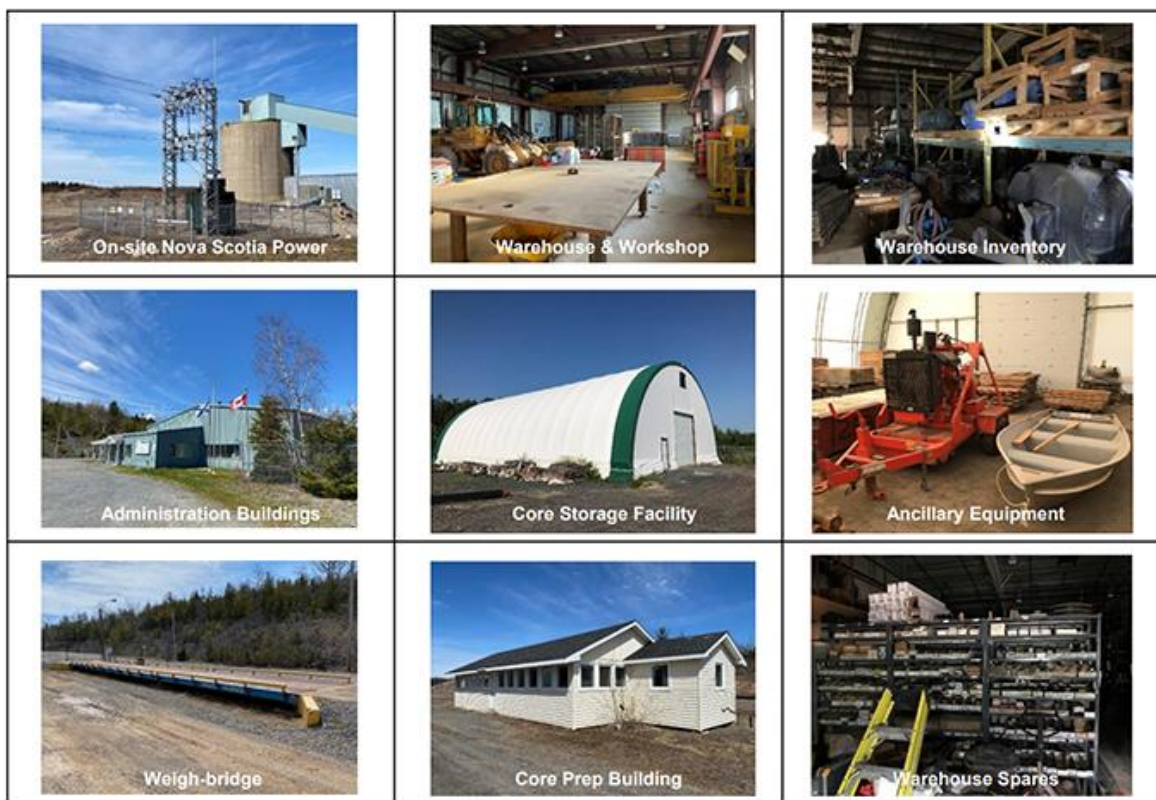 On-site Nova Scotia Power
Warehouse & Workshop
Warehouse Inventory
Administration Buildings
Core Storage Facility
Ancillary Equipment
Weigh-bridge
Core Prep Building
Warehouse Spares